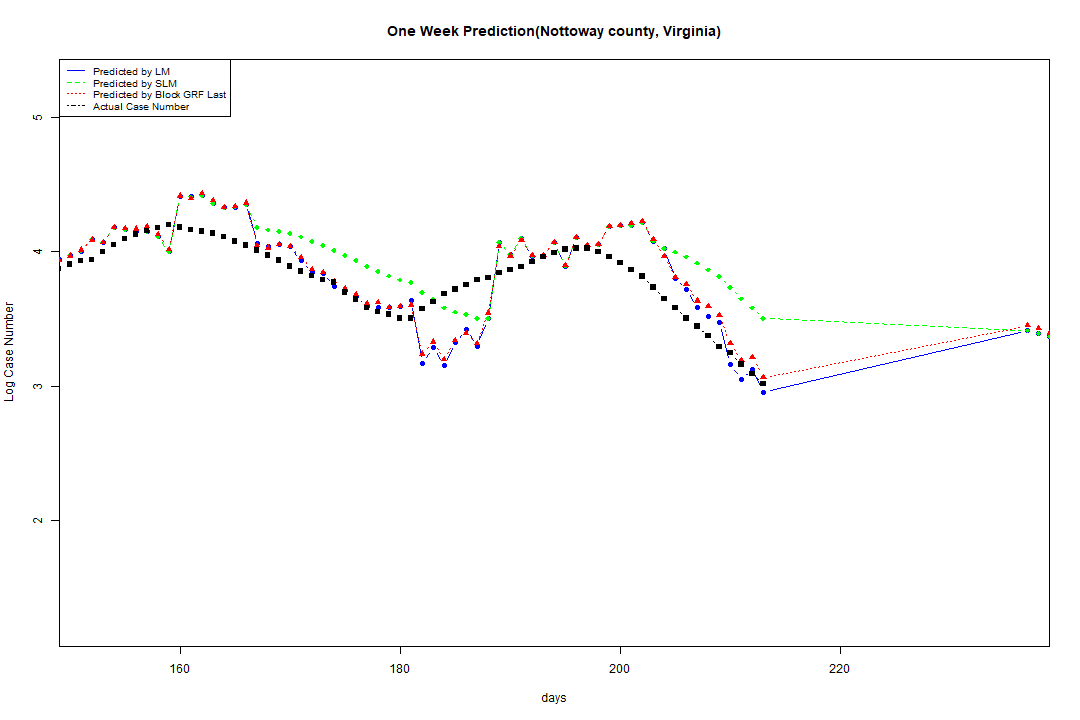 One Week Prediction(Nottoway county, Virginia)
Predicted by LM
Predicted by SLM
Predicted by Block GRF Last
Actual Case Number
5
4
3
2
Log Case Number
160 180 200 220
days